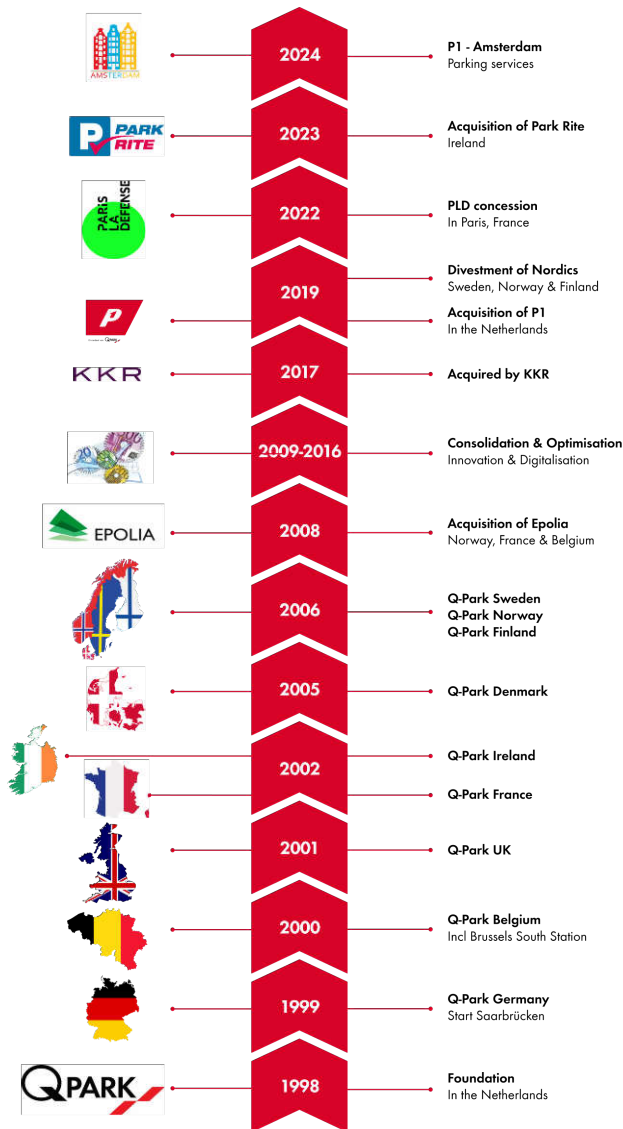 AMSTERDAM
2024
P1 - Amsterdam
Parking services
P PARK
RITE
2023
Acquisition of Park Rite
Ireland
PARIS
LA
DEFENSE
2022
PLD concession
In Paris, France
2019
Divestment of Nordics
Sweden, Norway & Finland
P
Acquisition of P1
In the Netherlands
KKR
2017
Acquired by KKR
2009-2016
Consolidation & Optimisation
Innovation & Digitalisation
EPOLIA
2008
Acquisition of Epolia
Norway, France & Belgium
2006
Q-Park Sweden
Q-Park Norway
Q-Park Finland
2005
Q-Park Denmark
2002
Q-Park Ireland
Q-Park France
2001
Q-Park UK
2000
Q-Park Belgium
Incl Brussels South Station
1999
Q-Park Germany
Start Saarbrücken
QPARK
1998
Foundation
In the Netherlands